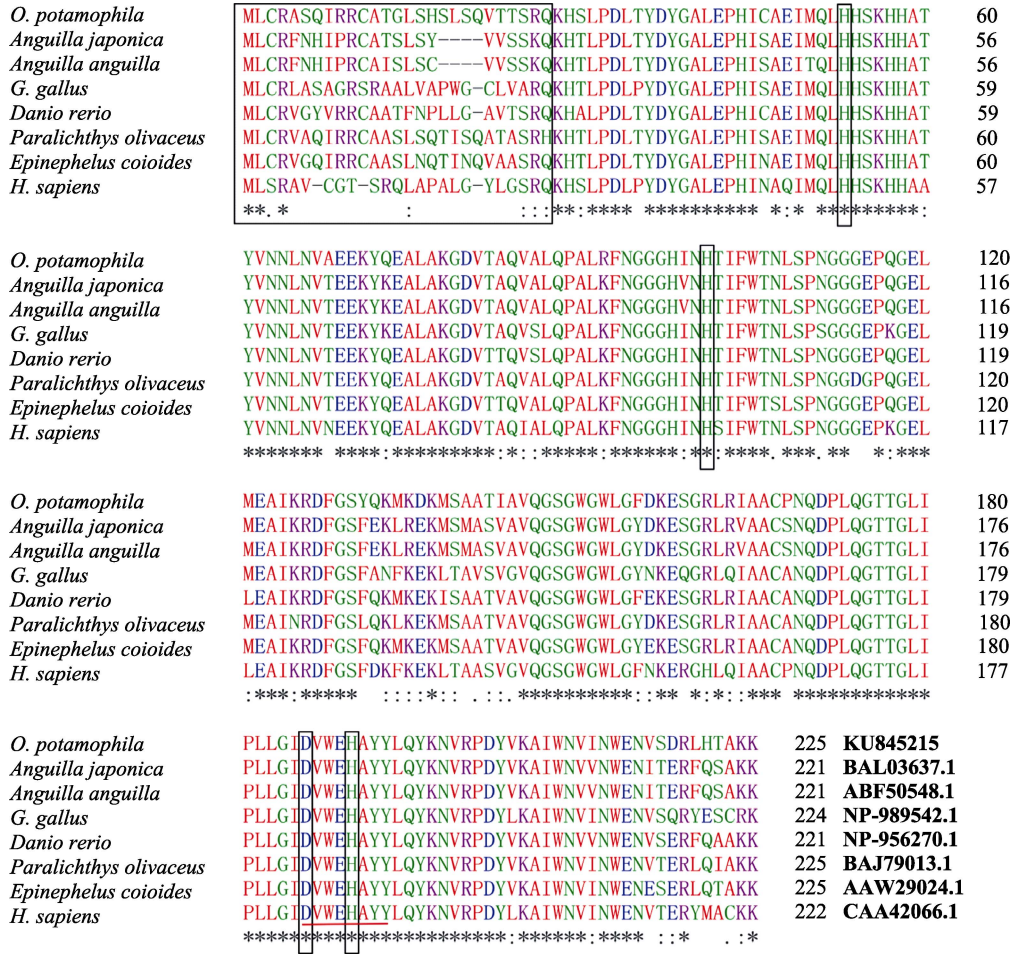 O. potamophila MLCRASQIRRCATGLSHSLSQVTTSRQKHSLPDLTYDYGALEPHICAEIMQLHHSKHHAT 60
Anguilla japonica MLCRFNHIPRCATSLSY----VVSSKQKHTLPDLTYDYGALEPHISAEIMQLHHSKHHAT 56
Anguilla anguilla MLCRFNHIPRCAISLSC----VVSSKQKHTLPDLTYDYGALEPHISAEITQLHHSKHHAT 56
G. gallus MLCRLASAGRSRAALVAPWG-CLVARQKHTLPDLTYDYGALEPHISAEIMQLHHSKHHAT 59
Danio rerio MLCRVGYVRRCAATFNPLLG-AVTSRQKHALPDLTYDYGALEPHICAEIMQLHHSKHHAT 59
Paralichthys olivaceus MLCRVAQIRRCAASLSQTISQATASRHKHTLPDLTYDYGALEPHISAEIMQLHHSKHHAT 60
Epinephelus coioides MLCRVGQIRRCAASLNQTINQVAASRQKHTLPDLTYDYGALEPHINAEIMQLHHSKHHAT 60
H. sapiens MLSRAV-CGT-SRQLAPALG-YLGSRQKHSLPDLPYDYGALEPHINAQIMQLHHSKHHAA 57
**. *          :         :::**:**** ********* *:* **********:
O. potamophila YVNNLNVAEEKYQEALAKGDVTAQVALQPALRFNGGGHINHTIFWTNLSPNGGGEPQGEL 120
Anguilla japonica YVNNLNVTEEKYKEALAKGDVTAQVALQPALKFNGGGHVNHTIFWTNLSPNGGGEPQGEL 116
Anguilla anguilla YVNNLNVTEEKYKEALAKGDVTAQVALQPALKFNGGGHVNHTIFWTNLSPNGGGEPQGEL 116
G. gallus YVNNLNVTEEKYQEALAKGDVTAQVSLQPALKFNGGGHINHTIFWTNLSPSGGGEPKGEL 119
Danio rerio YVNNLNVTEEKYQEALAKGDVTTQVSLQPALKFNGGGHINHTIFWTNLSPNGGGEPQGEL 119
Paralichthys olivaceus YVNNLNVTEEKYQEALAKGDVTAQVALQPALKFNGGGHINHTIFWTNLSPNGGDGPQGEL 120
Epinephelus coioides YVNNLNVTEEKYQEALAKGDVTTQVALQPALKFNGGGHINHTIFWTSLSPNGGGEPQGEL 120
H. sapiens YVNNLNVNEEKYQEALAKGDVTAQIALQPALKFNGGGHINHSIFWTNLSPNGGGEPKGEL 117
******* ****:*********:*::*****:******:**:****.***.**  *:***
O. potamophila MEAIKRDFGSYQKMKDKMSAATIAVQGSGWGWLGFDKESGRLRIAACPNQDPLQGTTGLI 180
Anguilla japonica MEAIKRDFGSFEKLREKMSMASVAVQGSGWGWLGYDKESGRLRVAACSNQDPLQGTTGLI 176
Anguilla anguilla MEAIKRDFGSFEKLREKMSMASVAVQGSGWGWLGYDKESGRLRVAACSNQDPLQGTTGLI 176
G. gallus MEAIKRDFGSFANFKEKLTAVSVGVQGSGWGWLGYNKEQGRLQIAACANQDPLQGTTGLI 179
Danio rerio LEAIKRDFGSFQKMKEKISAATVAVQGSGWGWLGFEKESGRLRIAACANQDPLQGTTGLI 179
Paralichthys olivaceus MEAINRDFGSLQKLKEKMSAATVAVQGSGWGWLGYDKESGRLRIAACANQDPLQGTTGLI 180
Epinephelus coioides MEAIKRDFGSFQKMKEKMSAATVAVQGSGWGWLGYEKESGRLRIAACANQDPLQGTTGLI 180
H. sapiens LEAIKRDFGSFDKFKEKLTAASVGVQGSGWGWLGFNKERGHLQIAACPNQDPLQGTTGLI 177
:***:*****  ::::*:: .::.**********::** *:*::*** ************
O. potamophila PLLGIDVWEHAYYLQYKNVRPDYVKAIWNVINWENVSDRLHTAKK 225 KU845215
Anguilla japonica PLLGIDVWEHAYYLQYKNVRPDYVKAIWNVVNWENITERFQSAKK 221 BAL03637.1
Anguilla anguilla PLLGIDVWEHAYYLQYKNVRPDYVKAIWNVVNWENITERFQSAKK 221 ABF50548.1
G. gallus PLLGIDVWEHAYYLQYKNVRPDYLKAIWNVINWENVSQRYESCRK 224 NP-989542.1
Danio rerio PLLGIDVWEHAYYLQYKNVRPDYVKAIWNVVNWENVSERFQAAKK 221 NP-956270.1
Paralichthys olivaceus PLLGIDVWEHAYYLQYKNVRPDYVKAIWNVINWENVTERLQIAKK 225 BAJ79013.1
Epinephelus coioides PLLGIDVWEHAYYLQYKNVRPDYVKAIWNVINWENESERLQTAKK 225 AAW29024.1
H. sapiens PLLGIDVWEHAYYLQYKNVRPDYLKAIWNVINWENVTERYMACKK 222 CAA42066.1
***********************:******:**** ::*   .:*